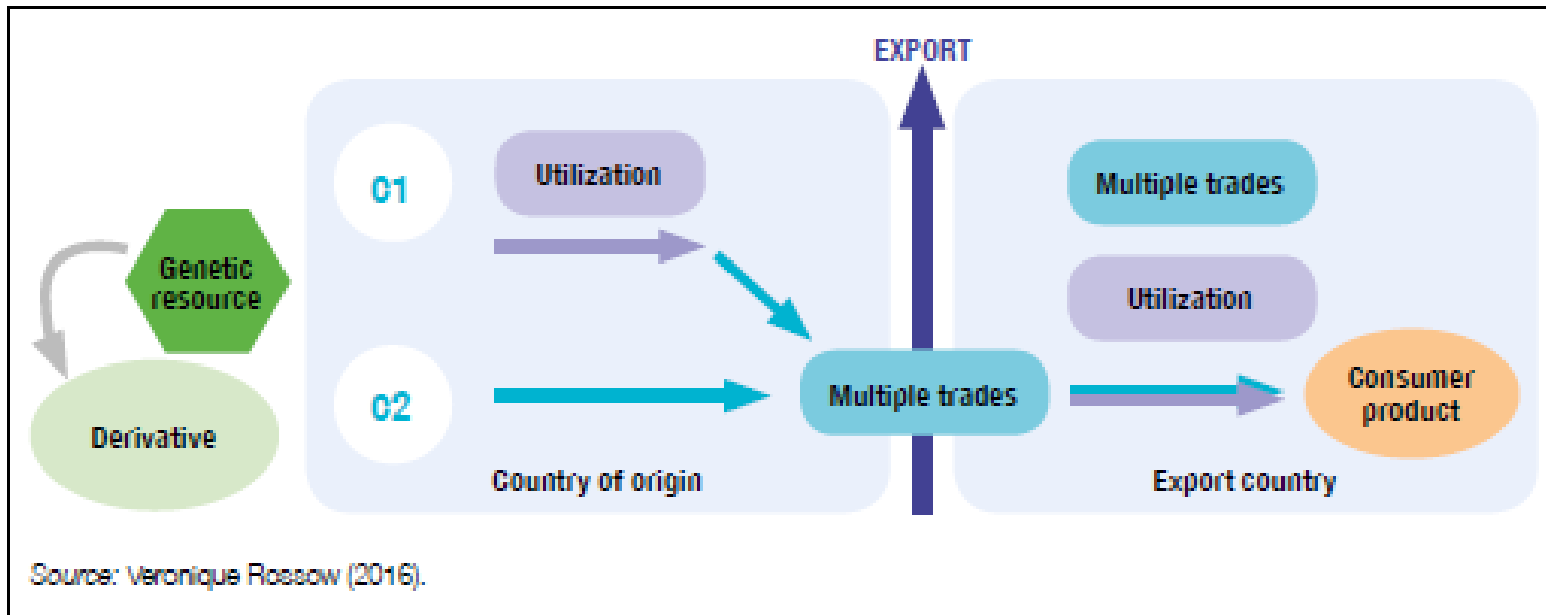 EXPORT
C1
Utilization
Multiple trades
Genetic
resource
Utilization
C2
Multiple trades
Consumer
product
Derivative
Country of origin
Export country
Source: Veronique Rossow (2016).